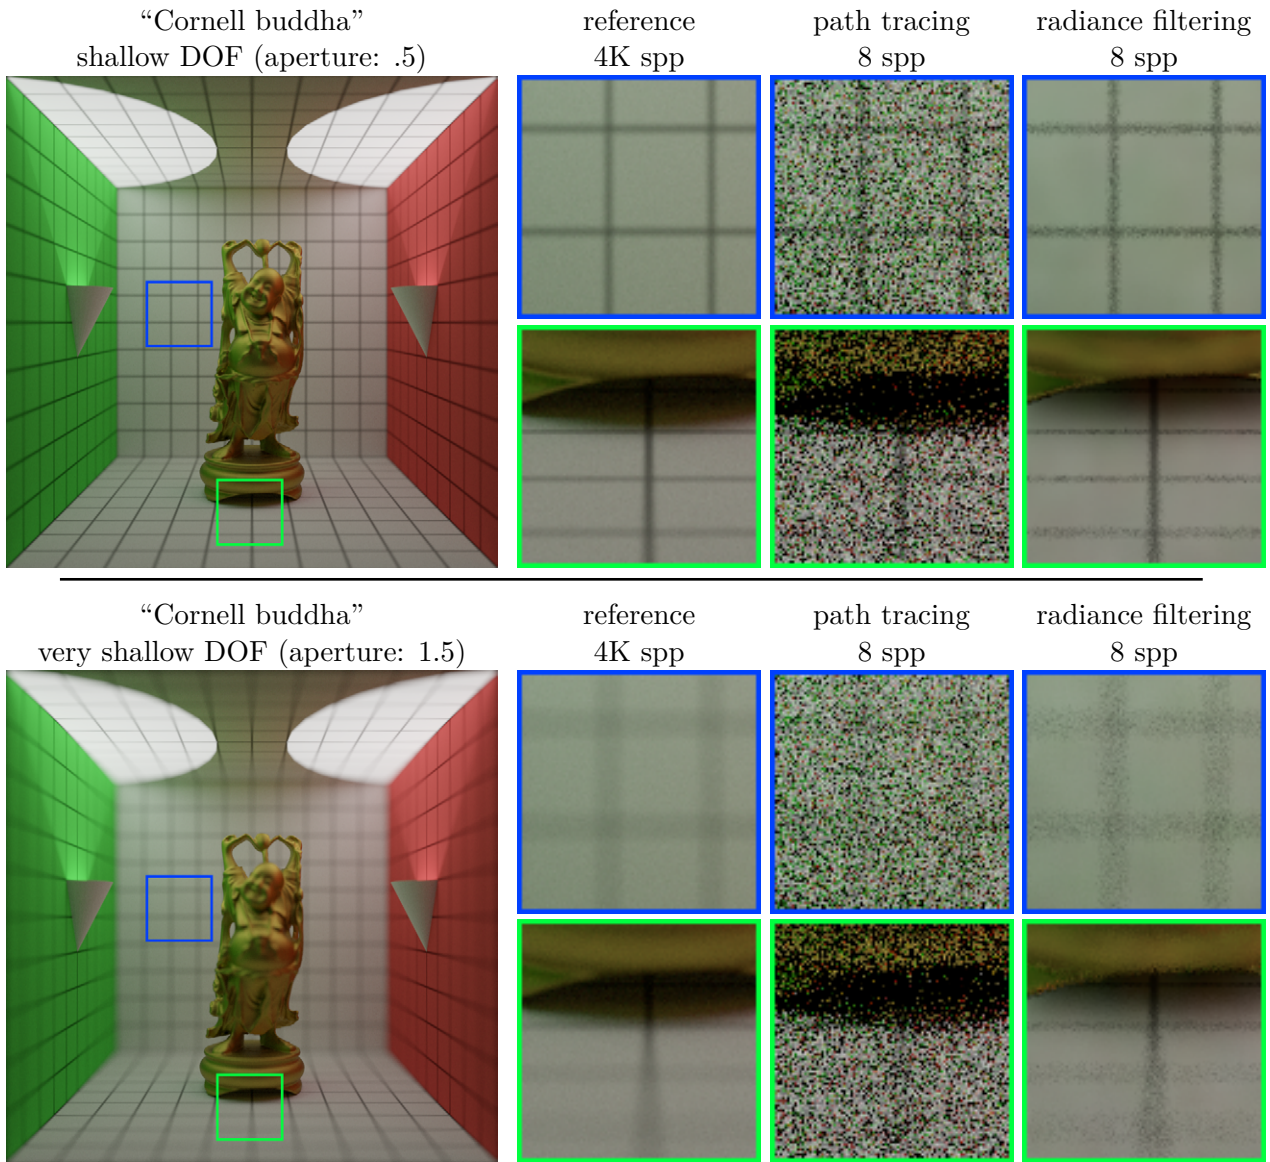 “Cornell buddha”
shallow DOF (aperture: .5)
reference
4K spp
path tracing
8 spp
radiance filtering
8 spp
“Cornell buddha”
very shallow DOF (aperture: 1.5)
reference
4K spp
path tracing
8 spp
radiance filtering
8 spp